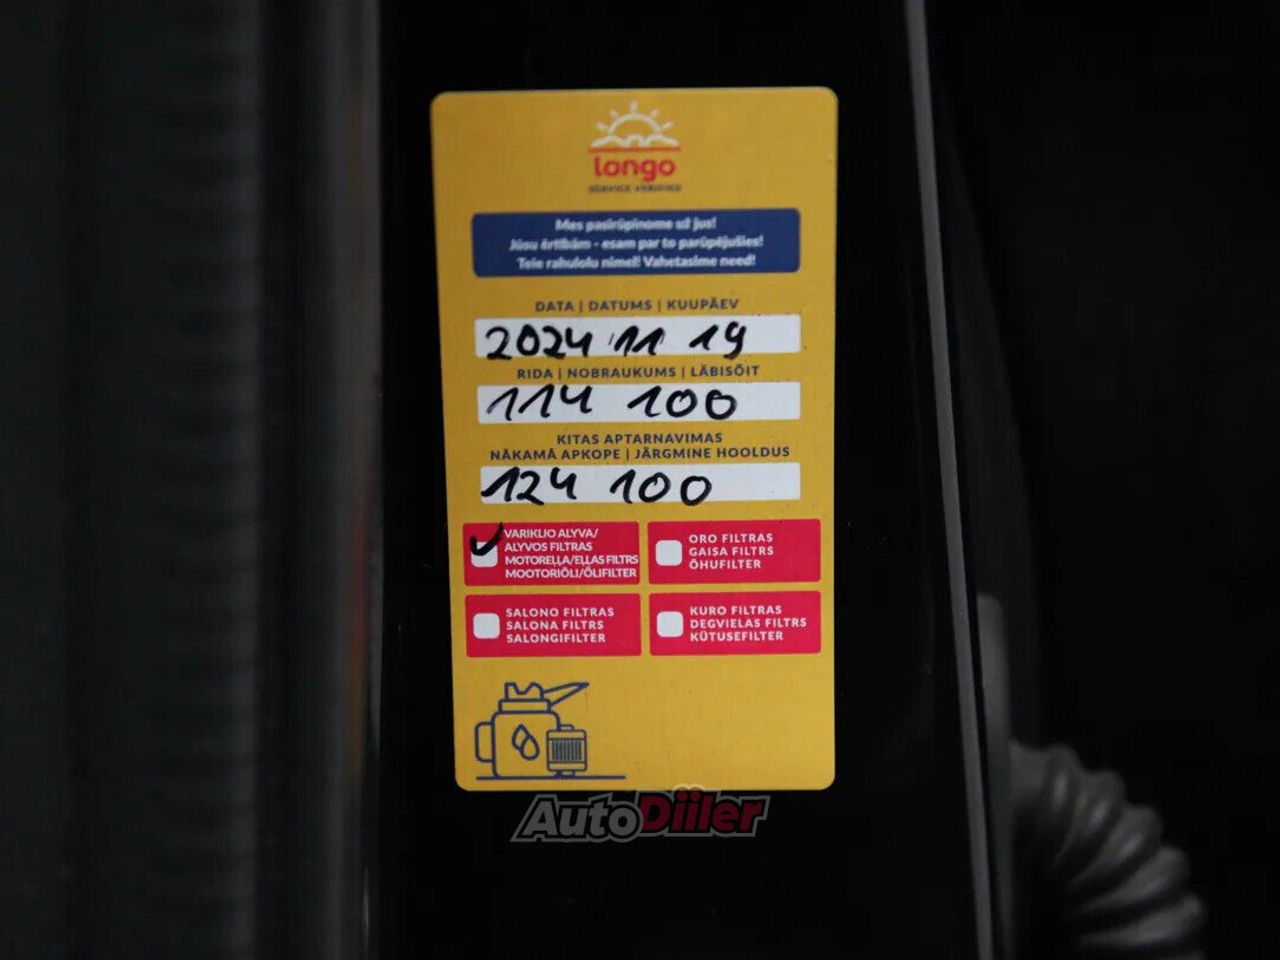 longo
Mes pasirūpinome už jus!
Jūsu ērtībām - esam par to parūpējušies!
Teie rahulolu nimel! Vahetasime need!
DATA | DATUMS | KUUPÄEV
2024 11 19
RIDA | NOBRAUKUMS | LÄBISÕIT
114 100
KITAS APTARNAVIMAS
NĀKAMĀ APKOPE | JÄRGMINE HOOLDUS
124 100
VARIKLIO ALYVA/
ALYVOS FILTRAS
MOTOREĻĻA/EĻĻAS FILTRS
MOOTORIÕLI/ÕLIFILTER
ORO FILTRAS
GAISA FILTRS
ÕHUFILTER
SALONO FILTRAS
SALONA FILTRS
SALONGIFILTER
KURO FILTRAS
DEGVIELAS FILTRS
KÜTUSEFILTER
AutoDiiler